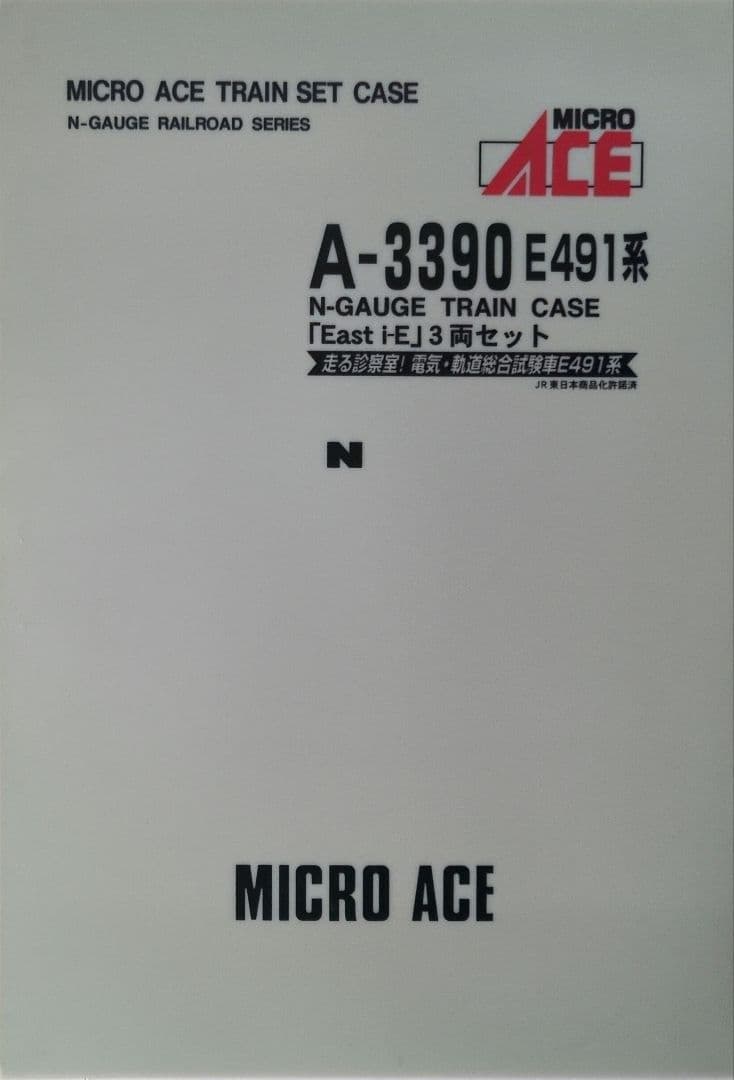 MICRO ACE TRAIN SET CASE
N-GAUGE RAILROAD SERIES
MICRO
ACE
A-3390 E491系
N-GAUGE TRAIN CASE
「East i-E」3両セット
走る診察室!電気・軌道総合試験車E491系
JR東日本商品化許諾済
N
MICRO ACE